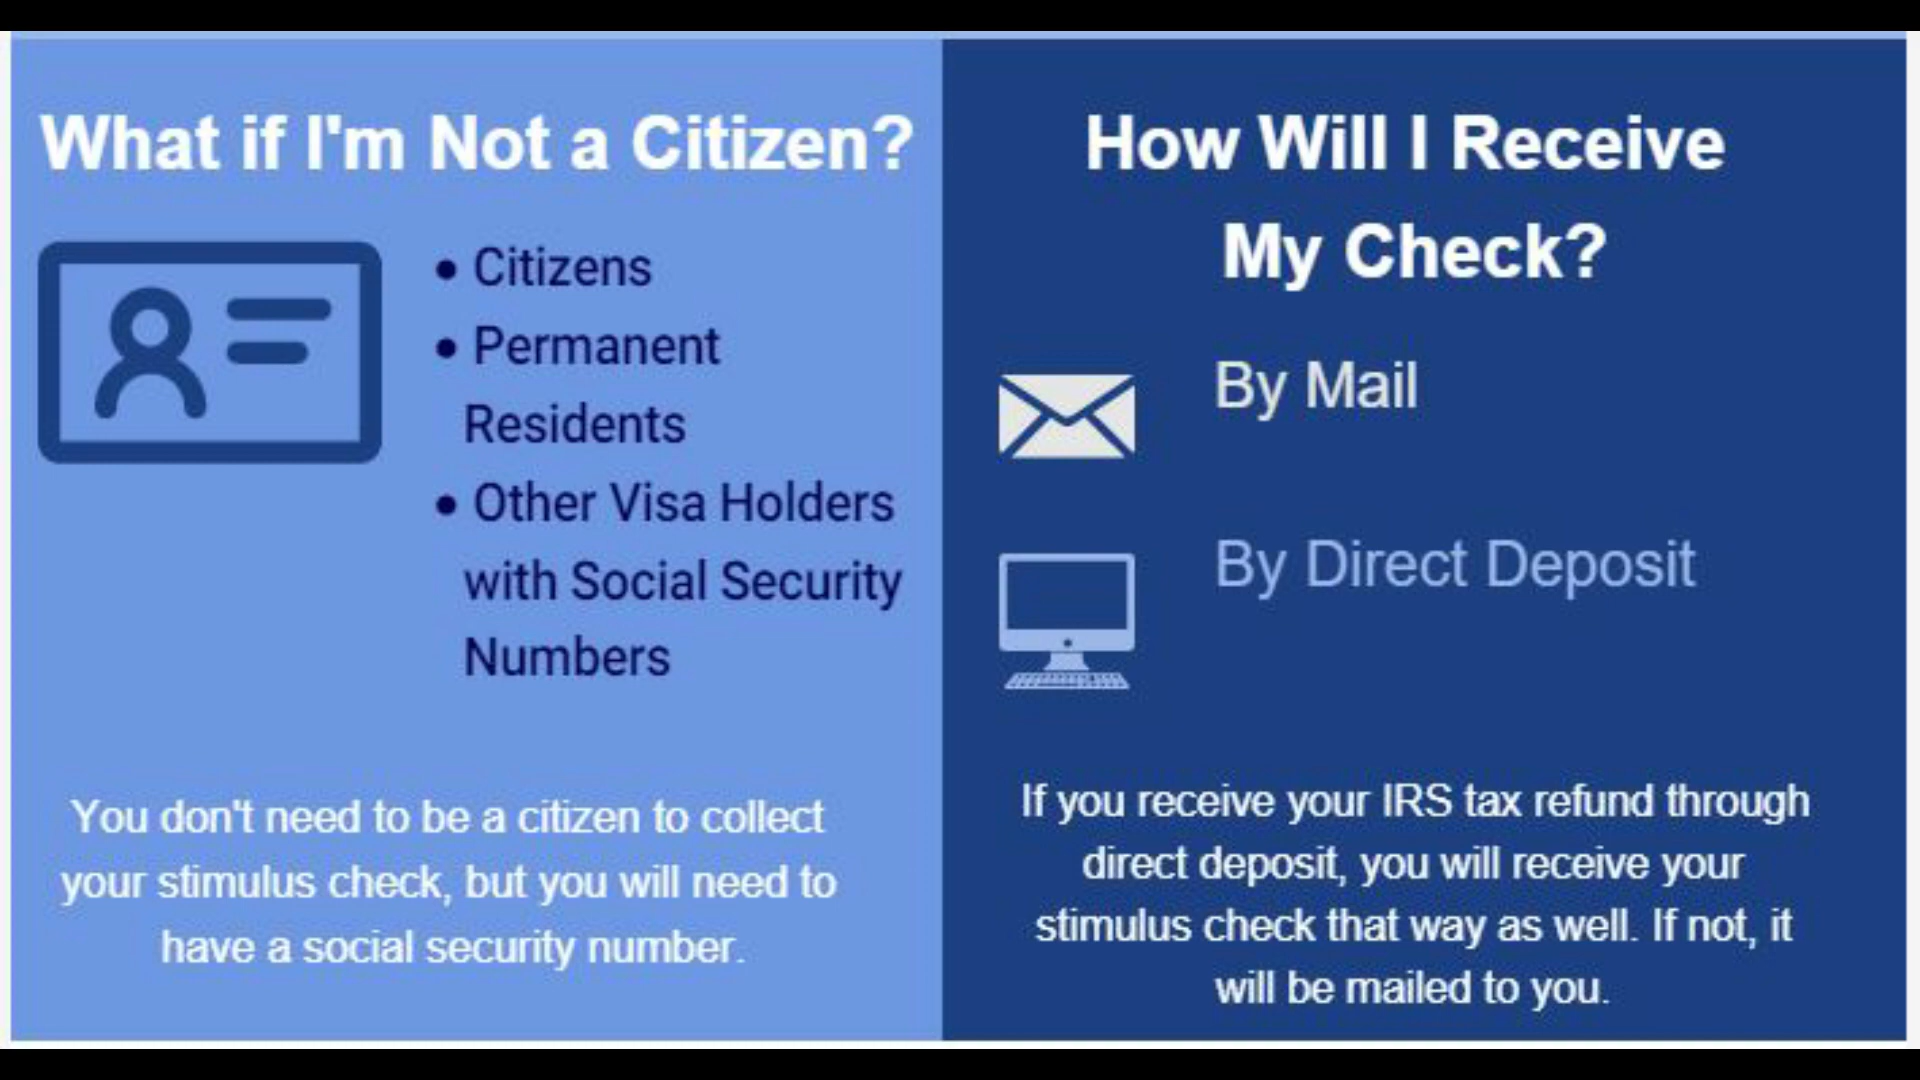 What if I'm Not a Citizen?
• Citizens
• Permanent
Residents
• Other Visa Holders
with Social Security
Numbers
You don't need to be a citizen to collect
your stimulus check, but you will need to
have a social security number.
How Will I Receive
My Check?
By Mail
By Direct Deposit
If you receive your IRS tax refund through
direct deposit, you will receive your
stimulus check that way as well. If not, it
will be mailed to you.